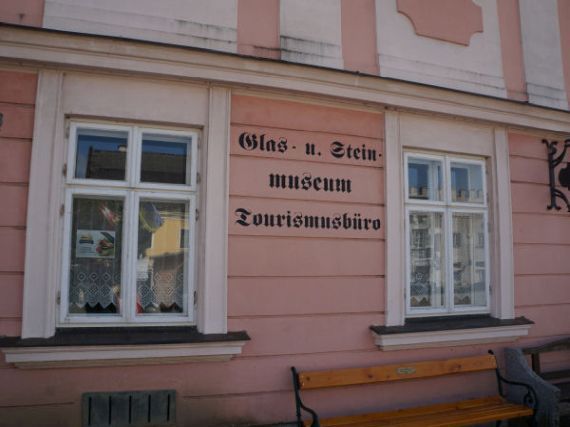 Glas- u. Stein-
museum
Tourismusbüro